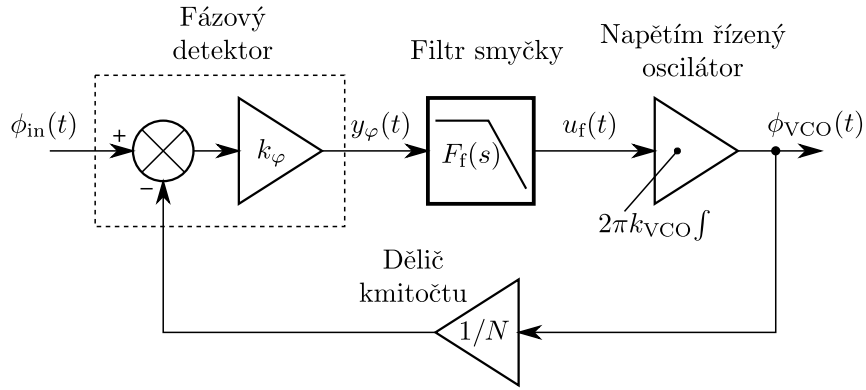 Fázový
detektor
Filtr smyčky
Napětím řízený
oscilátor
ϕin(t)
+
−
kφ
yφ(t)
Ff(s)
uf(t)
ϕVCO(t)
2πkVCO∫
Dělič
kmitočtu
1/N